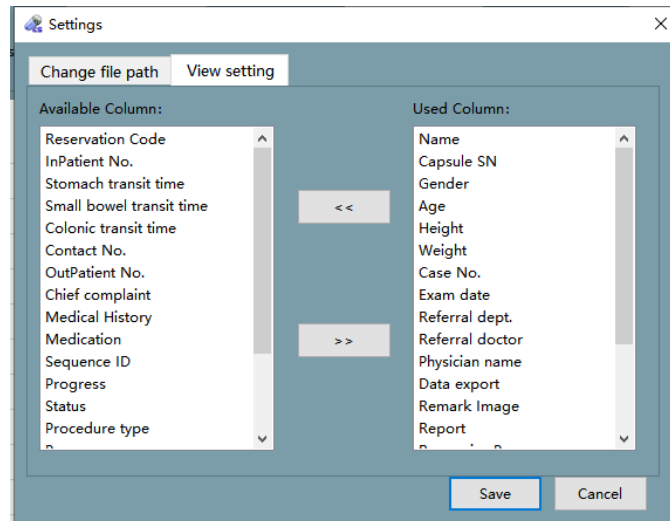 Settings
Change file path
View setting
Available Column:
Reservation Code
InPatient No.
Stomach transit time
Small bowel transit time
Colonic transit time
Contact No.
OutPatient No.
Chief complaint
Medical History
Medication
Sequence ID
Progress
Status
Procedure type
<<
>>
Used Column:
Name
Capsule SN
Gender
Age
Height
Weight
Case No.
Exam date
Referral dept.
Referral doctor
Physician name
Data export
Remark Image
Report
Save
Cancel